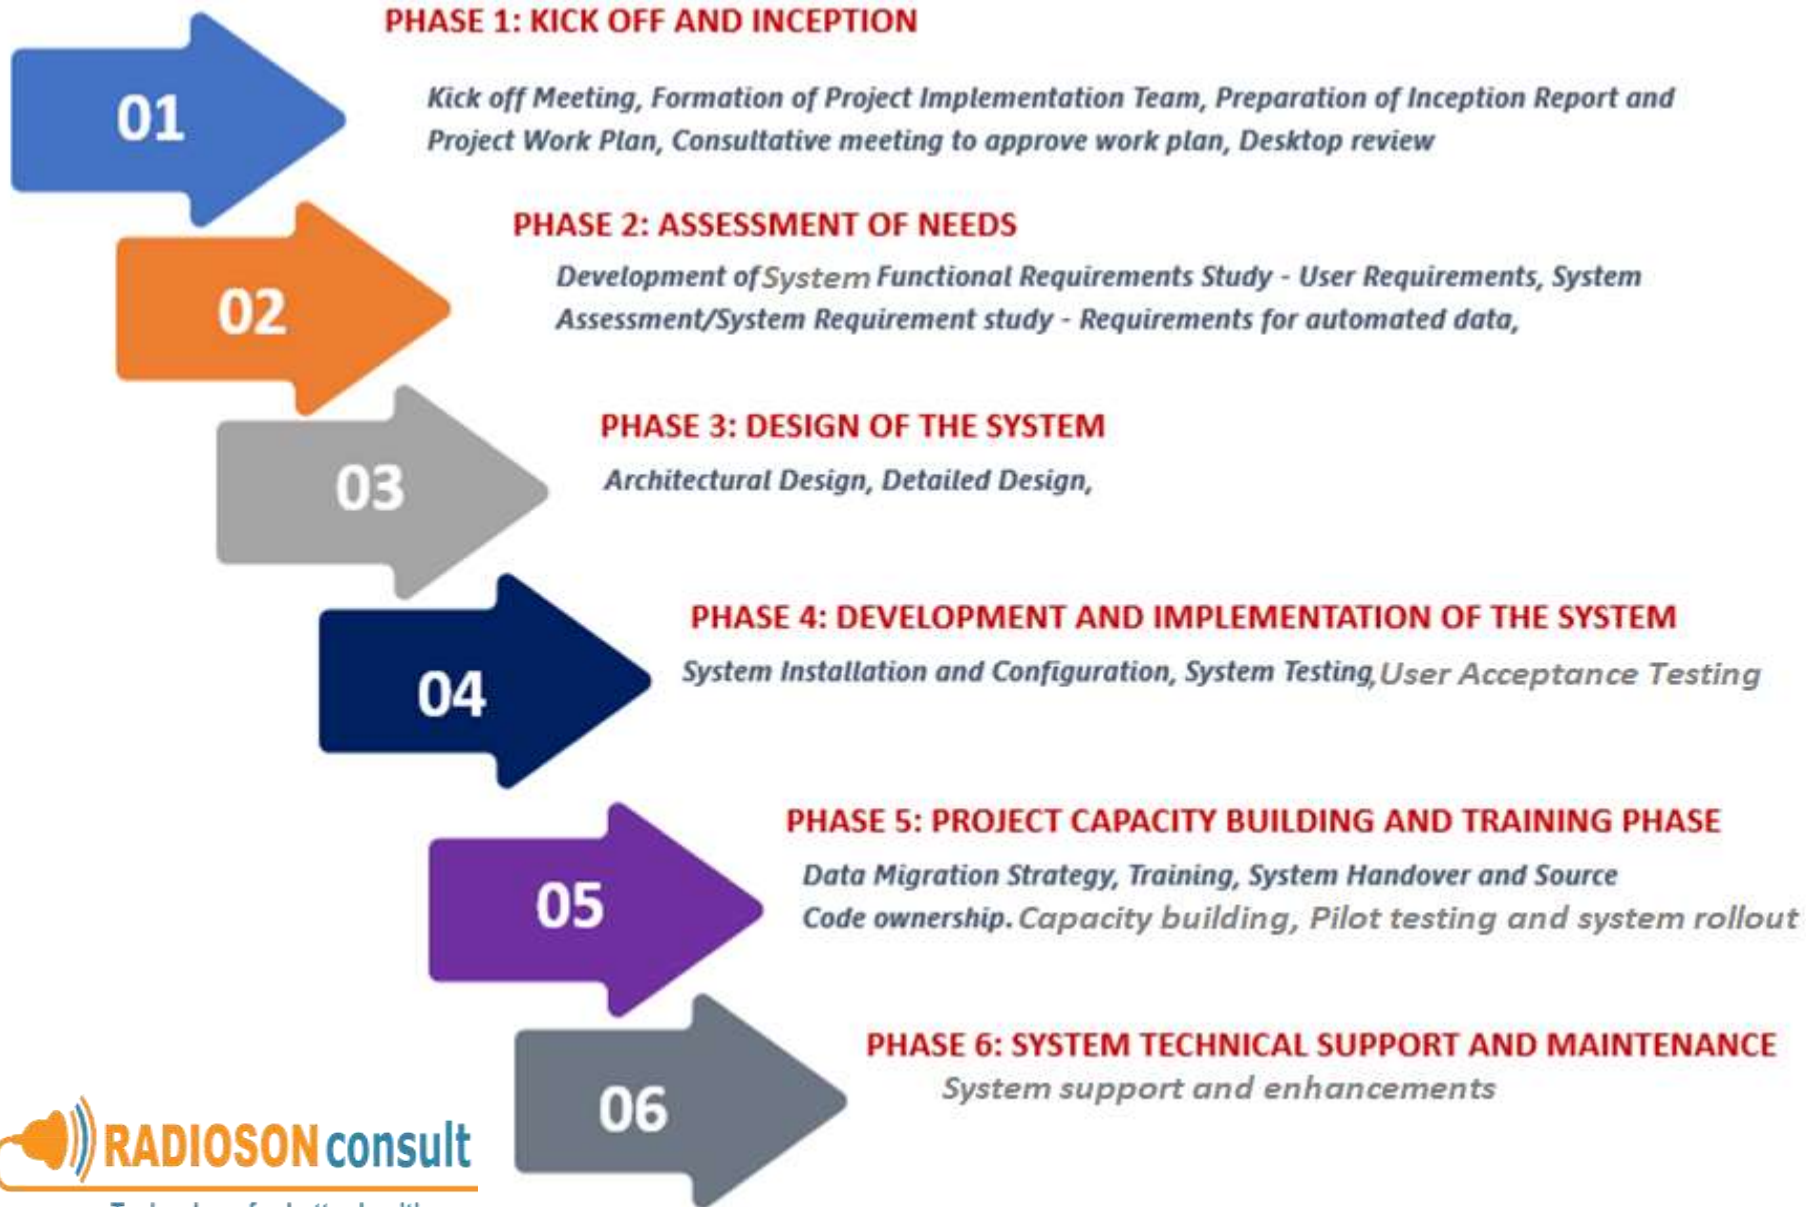 PHASE 1: KICK OFF AND INCEPTION
01
Kick off Meeting, Formation of Project Implementation Team, Preparation of Inception Report and
Project Work Plan, Consultative meeting to approve work plan, Desktop review
PHASE 2: ASSESSMENT OF NEEDS
02
Development of System Functional Requirements Study - User Requirements, System
Assessment/System Requirement study - Requirements for automated data,
PHASE 3: DESIGN OF THE SYSTEM
03
Architectural Design, Detailed Design,
PHASE 4: DEVELOPMENT AND IMPLEMENTATION OF THE SYSTEM
04
System Installation and Configuration, System Testing, User Acceptance Testing
PHASE 5: PROJECT CAPACITY BUILDING AND TRAINING PHASE
05
Data Migration Strategy, Training, System Handover and Source
Code ownership. Capacity building, Pilot testing and system rollout
PHASE 6: SYSTEM TECHNICAL SUPPORT AND MAINTENANCE
06
System support and enhancements
RADIOSON consult